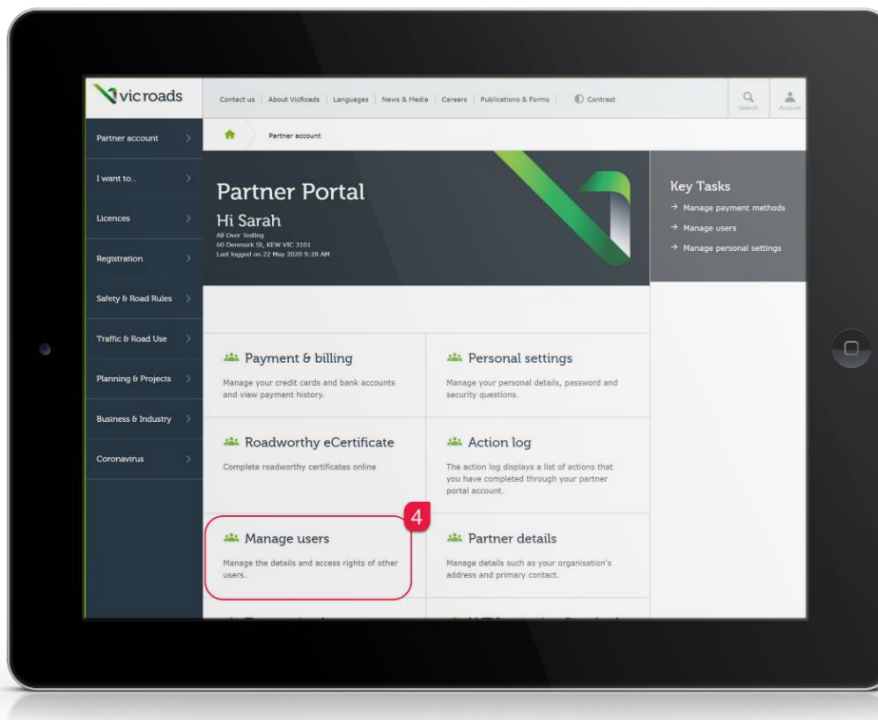 vicroads
Contact us | About VicRoads | Languages | News & Media | Careers | Publications & Forms | Contrast
Search
Account
Partner account
I want to...
Licences
Registration
Safety & Road Rules
Traffic & Road Use
Planning & Projects
Business & Industry
Coronavirus
Partner account
Partner Portal
Hi Sarah
All Over Testing
60 Denmark St, KEW VIC 3101
Last logged on 22 May 2020 9:20 AM
Key Tasks
→ Manage payment methods
→ Manage users
→ Manage personal settings
Payment & billing
Manage your credit cards and bank accounts
and view payment history.
Personal settings
Manage your personal details, password and
security questions.
Roadworthy eCertificate
Complete roadworthy certificates online
Action log
The action log displays a list of actions that
you have completed through your partner
portal account.
4
Manage users
Manage the details and access rights of other
users.
Partner details
Manage details such as your organisation's
address and primary contact.